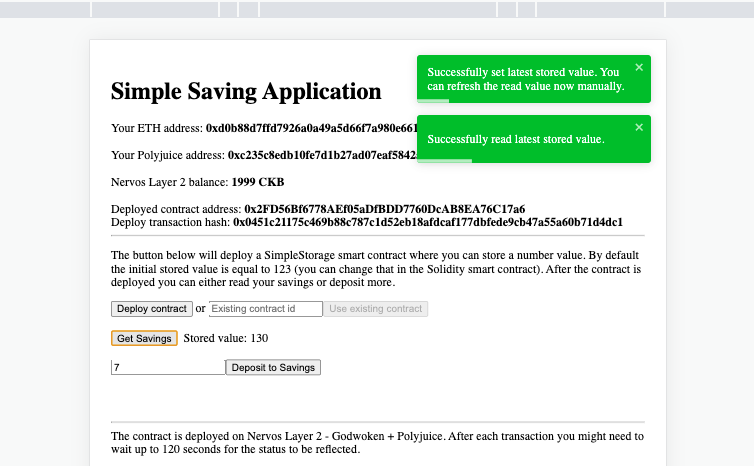 Successfully set latest stored value. You
can refresh the read value now manually.
×
Successfully read latest stored value.
×
Simple Saving Application
Your ETH address: 0xd0b88d7ffd7926a0a49a5d66f7a980e661
Your Polyjuice address: 0xc235c8edb10fe7d1b27ad07eaf5842
Nervos Layer 2 balance: 1999 CKB
Deployed contract address: 0x2FD56Bf6778AEf05aDfBDD7760DcAB8EA76C17a6
Deploy transaction hash: 0x0451c21175c469b88c787c1d52eb18afdcaf177dbfede9cb47a55a60b71d4dc1
The button below will deploy a SimpleStorage smart contract where you can store a number value. By default
the initial stored value is equal to 123 (you can change that in the Solidity smart contract). After the contract is
deployed you can either read your savings or deposit more.
Deploy contract or Existing contract id Use existing contract
Get Savings Stored value: 130
7 Deposit to Savings
The contract is deployed on Nervos Layer 2 - Godwoken + Polyjuice. After each transaction you might need to
wait up to 120 seconds for the status to be reflected.